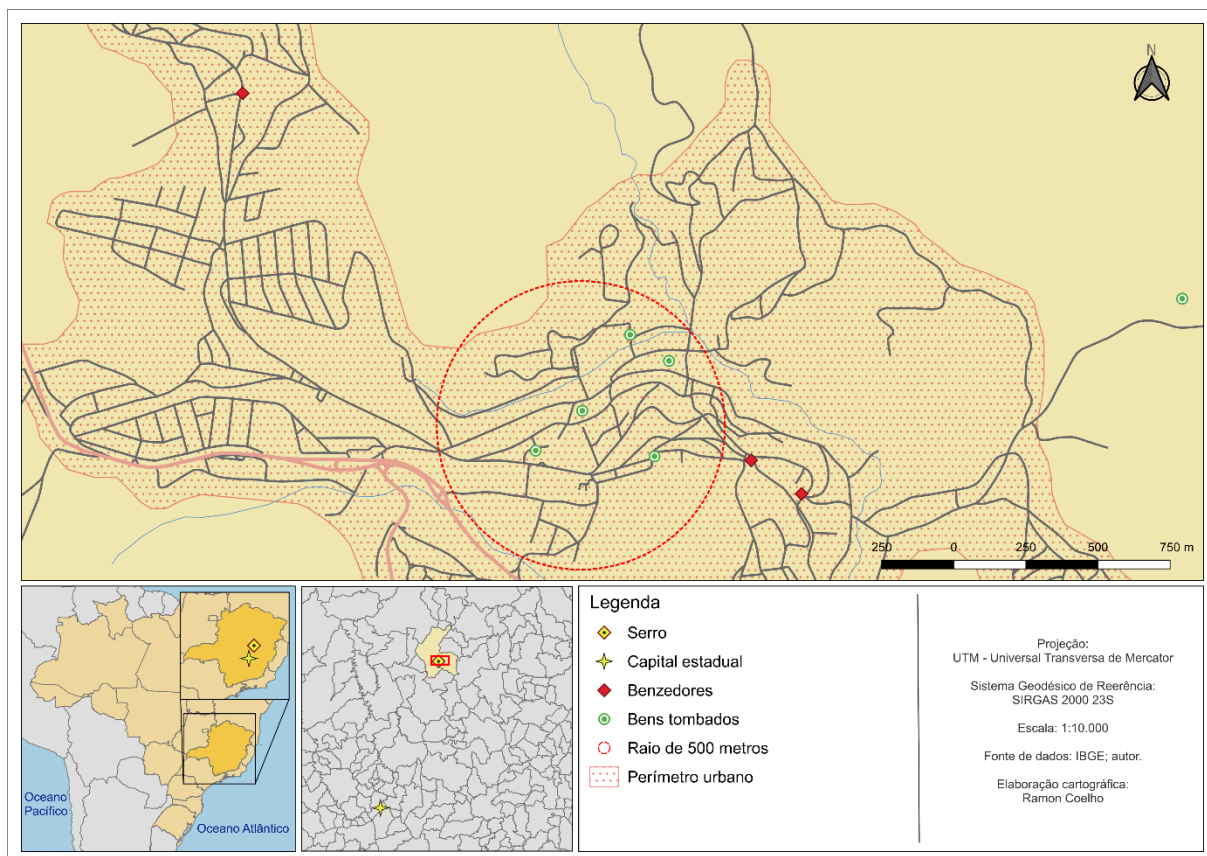 N
250 0 250 500 750 m
Oceano
Pacífico
Oceano Atlântico
Legenda
Serro
Capital estadual
Benzedores
Bens tombados
Raio de 500 metros
Perímetro urbano
Projeção:
UTM - Universal Transversa de Mercator
Sistema Geodésico de Reerência:
SIRGAS 2000 23S
Escala: 1:10.000
Fonte de dados: IBGE; autor.
Elaboração cartográfica:
Ramon Coelho